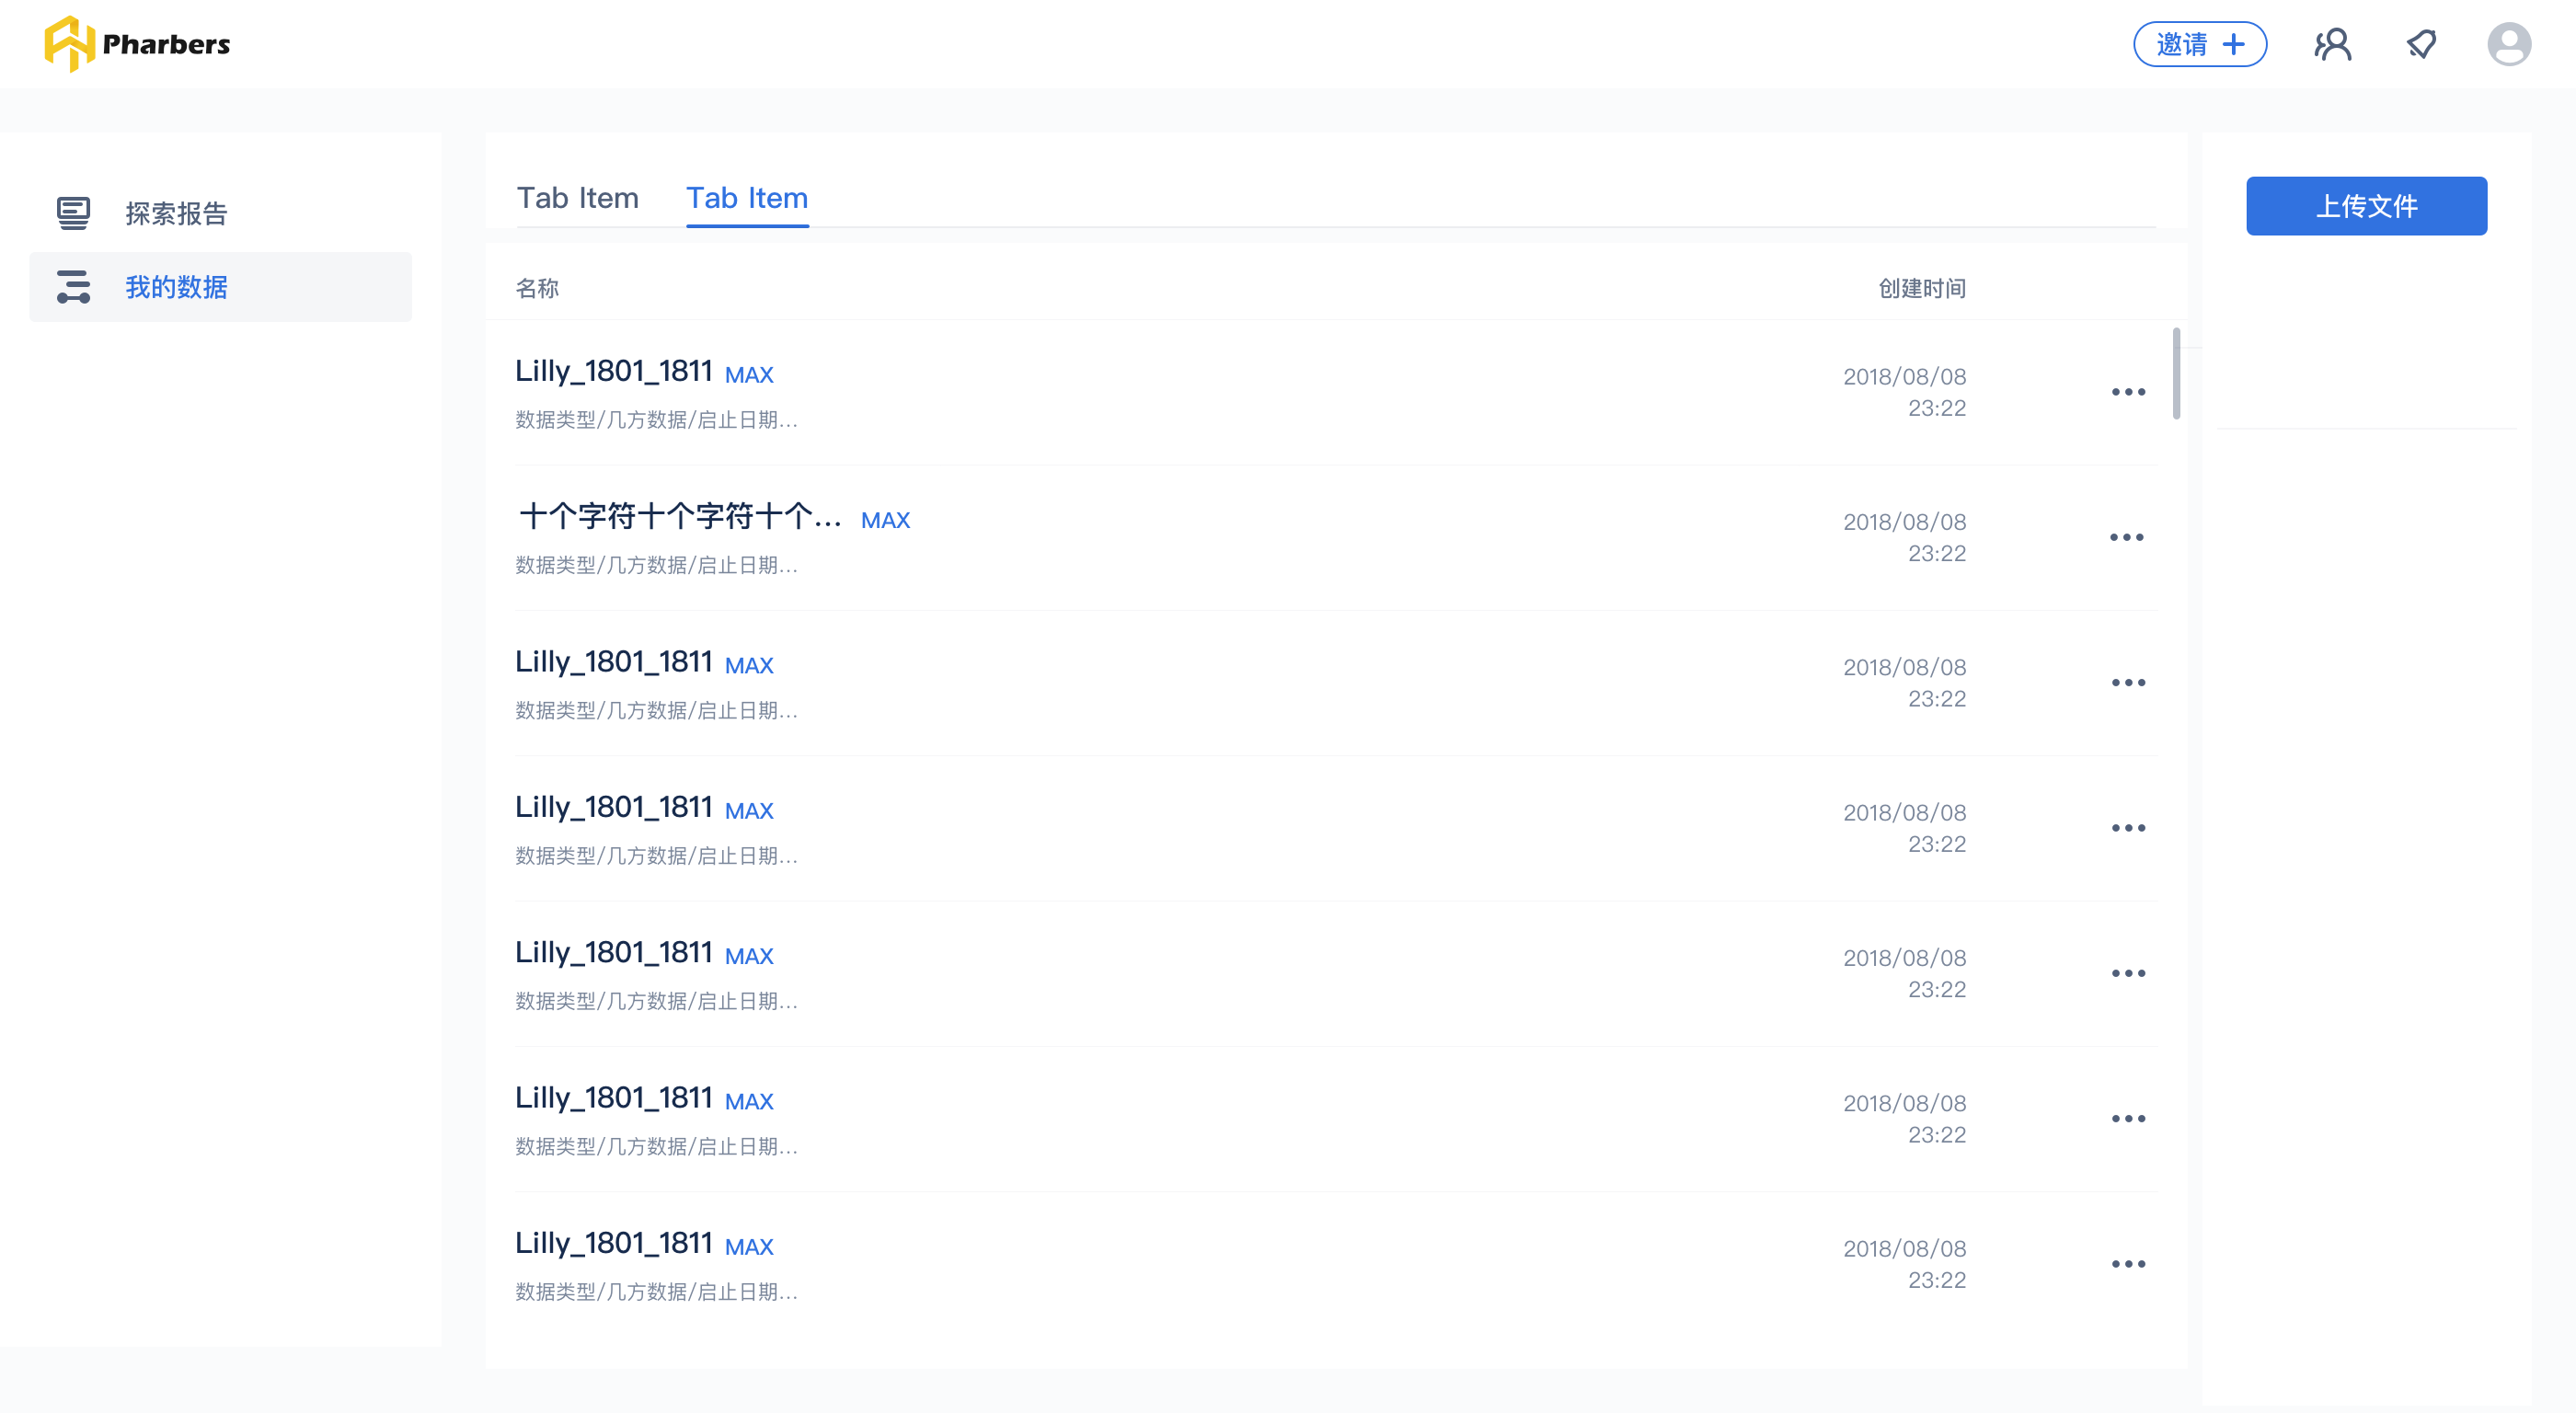 Pharbers
邀请
探索报告
我的数据
Tab Item Tab Item
上传文件
名称 创建时间
Lilly_1801_1811 MAX
数据类型/几方数据/启止日期...
2018/08/08
23:22
十个字符十个字符十个... MAX
数据类型/几方数据/启止日期...
2018/08/08
23:22
Lilly_1801_1811 MAX
数据类型/几方数据/启止日期...
2018/08/08
23:22
Lilly_1801_1811 MAX
数据类型/几方数据/启止日期...
2018/08/08
23:22
Lilly_1801_1811 MAX
数据类型/几方数据/启止日期...
2018/08/08
23:22
Lilly_1801_1811 MAX
数据类型/几方数据/启止日期...
2018/08/08
23:22
Lilly_1801_1811 MAX
数据类型/几方数据/启止日期...
2018/08/08
23:22